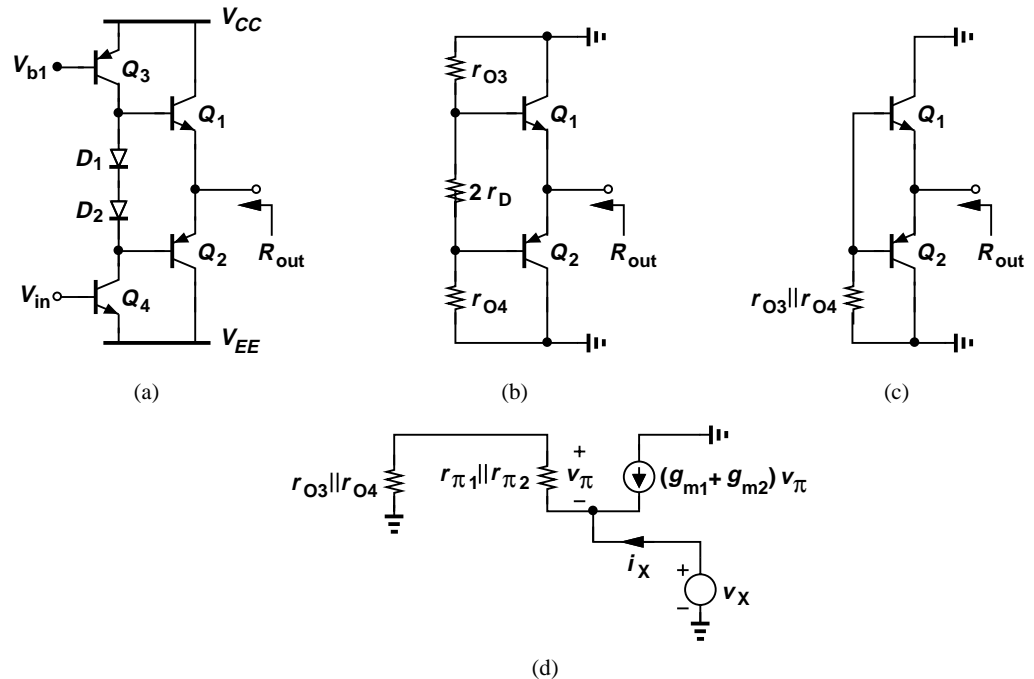 V_CC
V_b1
Q_3
Q_1
D_1
D_2
Q_2
R_out
V_in
Q_4
V_EE
(a)
r_O3
Q_1
2 r_D
Q_2
R_out
r_O4
(b)
Q_1
Q_2
R_out
r_O3||r_O4
(c)
r_O3||r_O4
r_π1||r_π2
+
v_π
−
(g_m1+ g_m2) v_π
i_X
+
v_X
−
(d)